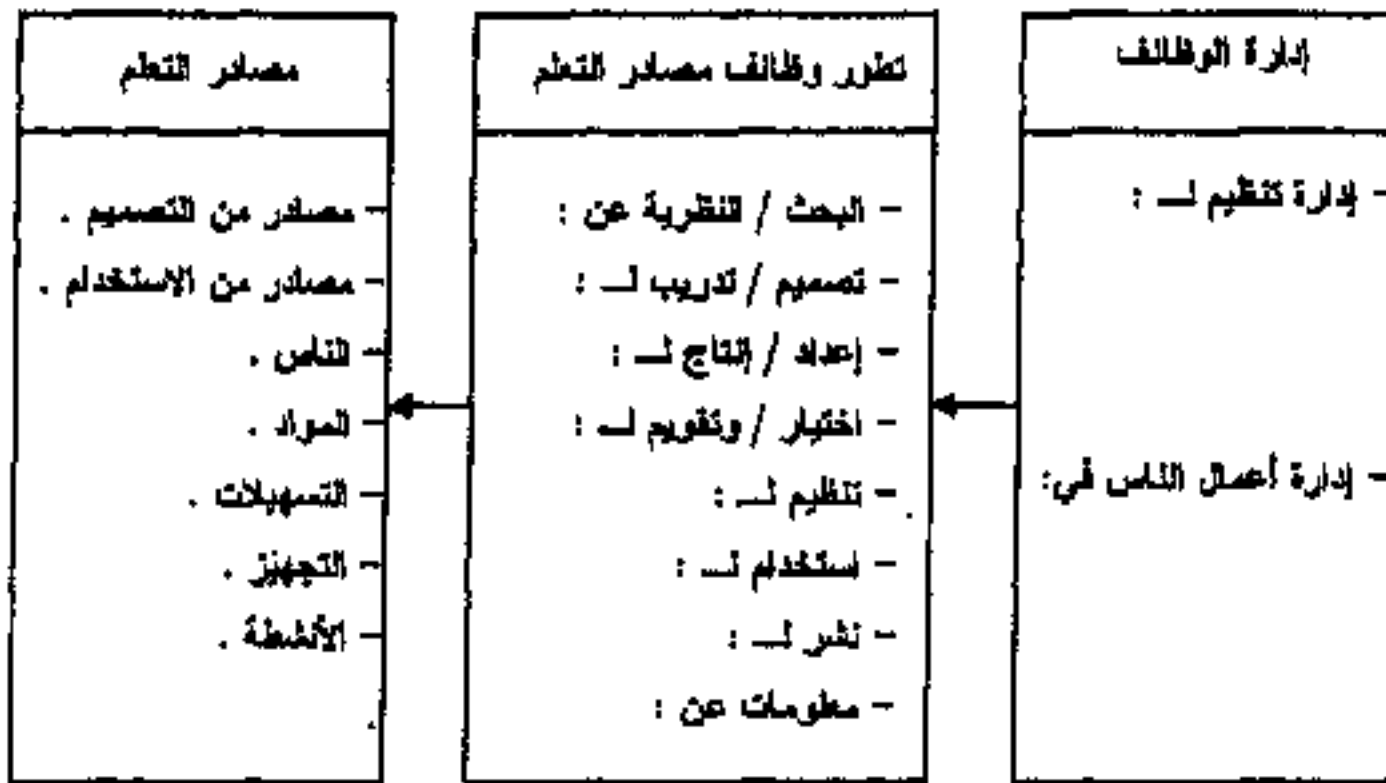 إدارة الوظائف
- إدارة كتنظيم لـ :
- إدارة أعمال الناس في:
تطور وظائف مصادر التعلم
- البحث / النظرية عن :
- تصميم / تدريب لـ :
- إعداد / إنتاج لـ :
- اختيار / وتقويم لـ :
- تنظيم لـ :
- استخدام لـ :
- نشر لـ :
- معلومات عن :
مصادر التعلم
- مصادر من التصميم .
- مصادر من الاستخدام .
- الناس .
- المواد .
- التسهيلات .
- التجهيز .
- الأنشطة .